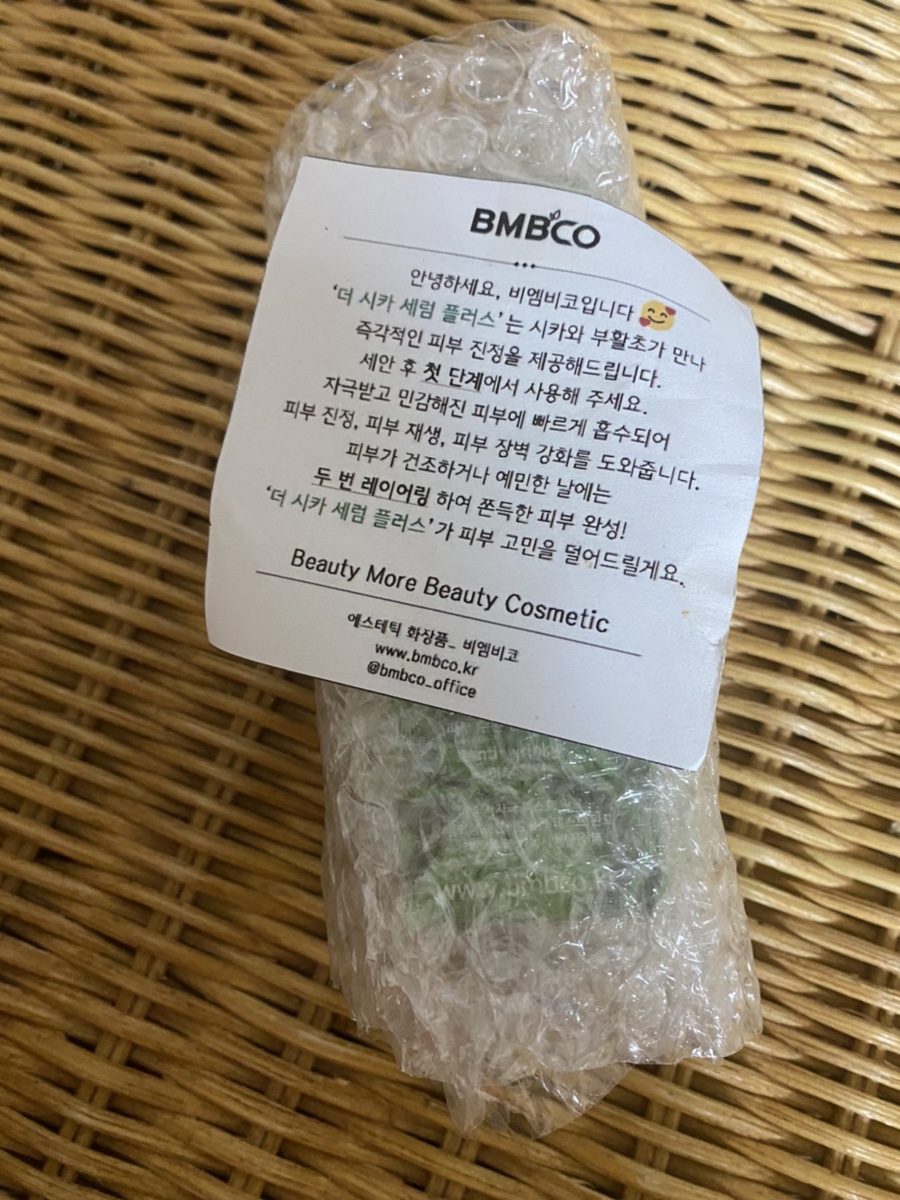 BMBCO
안녕하세요, 비엠비코입니다 🥰
'더 시카 세럼 플러스'는 시카와 부활초가 만나
즉각적인 피부 진정을 제공해드립니다.
세안 후 첫 단계에서 사용해 주세요.
자극받고 민감해진 피부에 빠르게 흡수되어
피부 진정, 피부 재생, 피부 장벽 강화를 도와줍니다.
피부가 건조하거나 예민한 날에는
두 번 레이어링 하여 쫀득한 피부 완성!
'더 시카 세럼 플러스'가 피부 고민을 덜어드릴게요.
Beauty More Beauty Cosmetic
에스테틱 화장품_ 비엠비코
www.bmbco.kr
@bmbco_office
www.bmbco.k